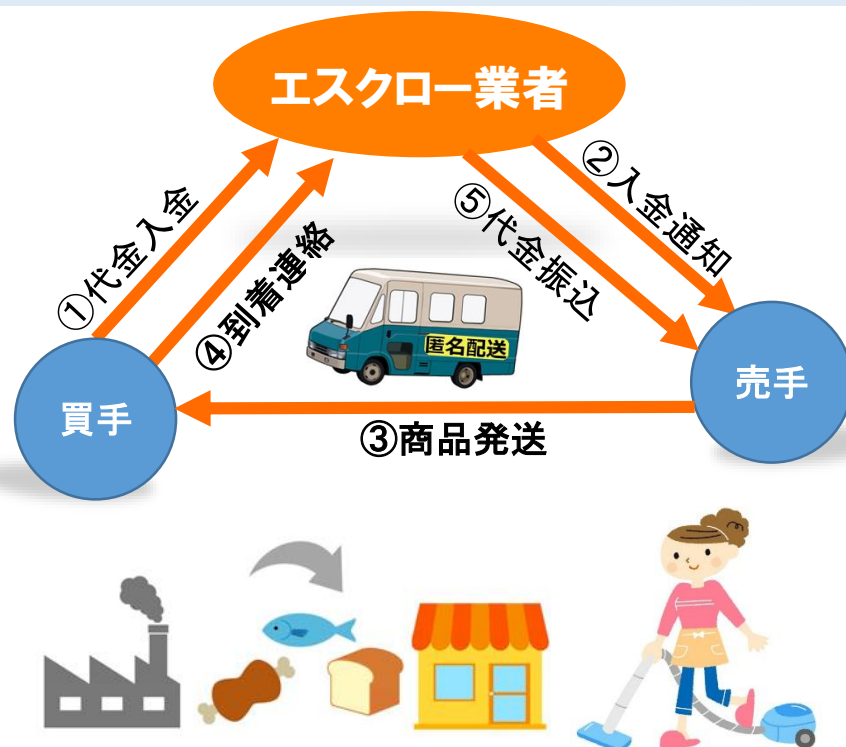 エスクロー業者
①代金入金
④到着連絡
⑤代金振込
②入金通知
匿名配送
買手
売手
③商品発送